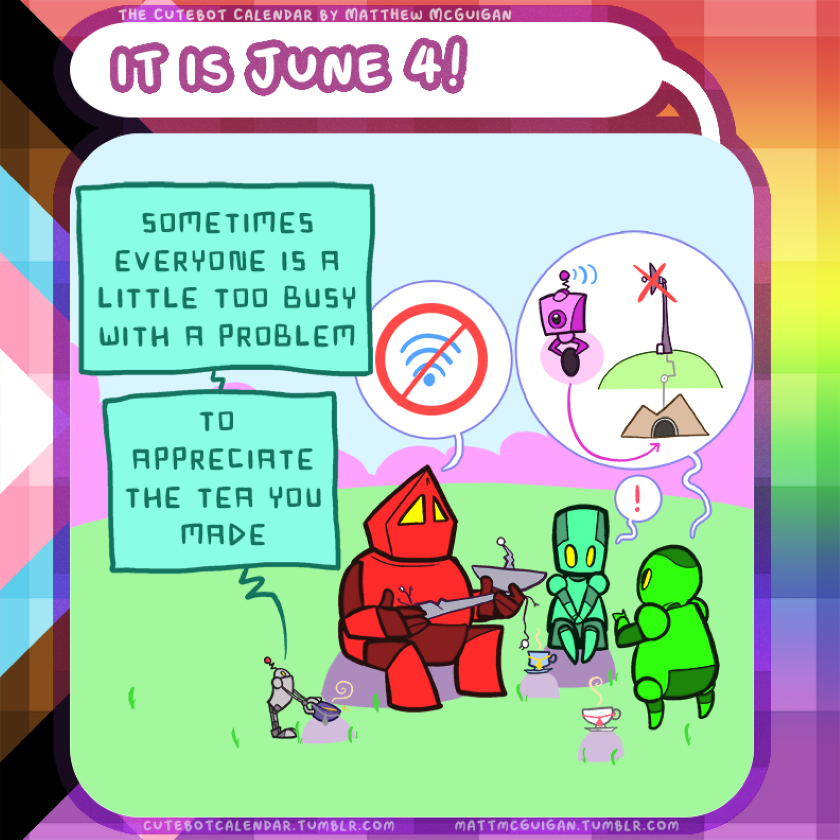 THE CUTEBOT CALENDAR BY MATTHEW MCGUIGAN
IT IS JUNE 4!
SOMETIMES
EVERYONE IS A
LITTLE TOO BUSY
WITH A PROBLEM
TO
APPRECIATE
THE TEA YOU
MADE
!
CUTEBOTCALENDAR.TUMBLR.COM
MATTMCGUIGAN.TUMBLR.COM